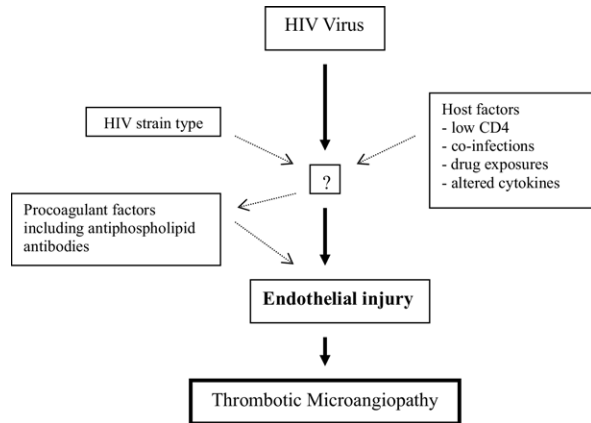 HIV Virus
HIV strain type
Host factors
- low CD4
- co-infections
- drug exposures
- altered cytokines
?
Procoagulant factors
including antiphospholipid
antibodies
Endothelial injury
Thrombotic Microangiopathy